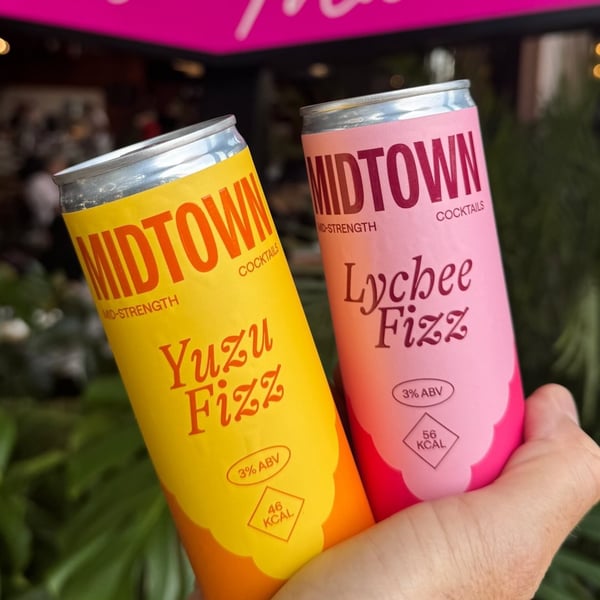 MIDTOWN
MID-STRENGTH
COCKTAILS
Yuzu
Fizz
3% ABV
46
KCAL
MIDTOWN
MID-STRENGTH
COCKTAILS
Lychee
Fizz
3% ABV
56
KCAL